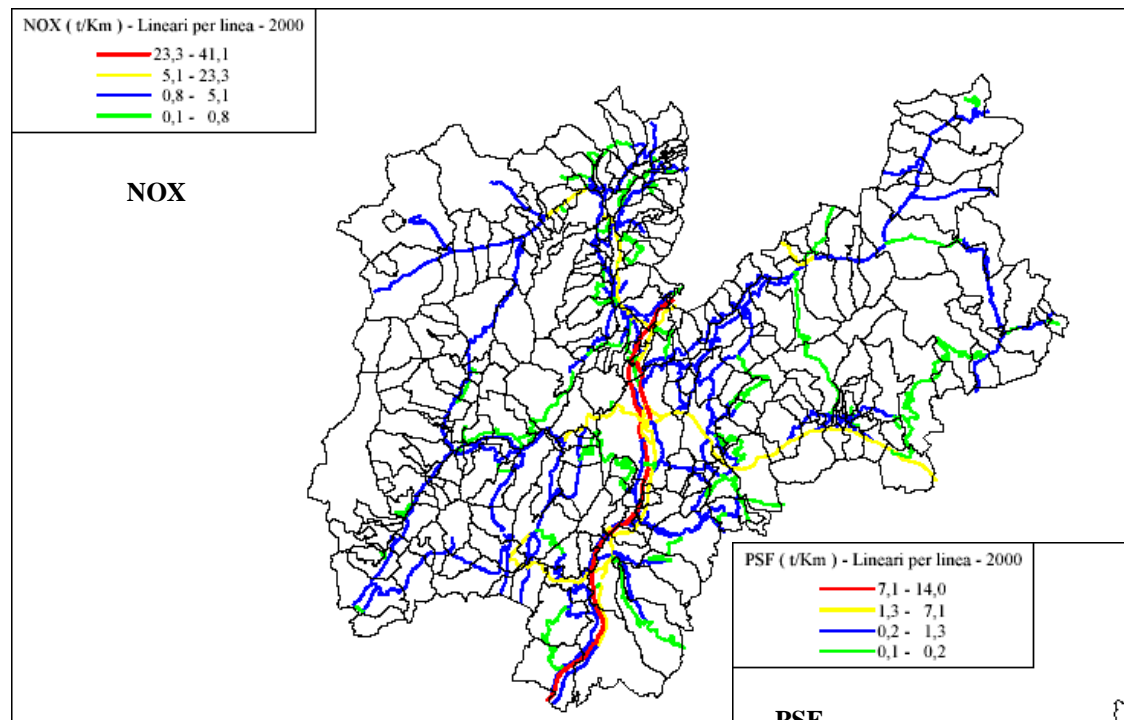 NOX ( t/Km ) - Lineari per linea - 2000
23,3 - 41,1
5,1 - 23,3
0,8 - 5,1
0,1 - 0,8
NOX
PSF ( t/Km ) - Lineari per linea - 2000
7,1 - 14,0
1,3 - 7,1
0,2 - 1,3
0,1 - 0,2
PSF